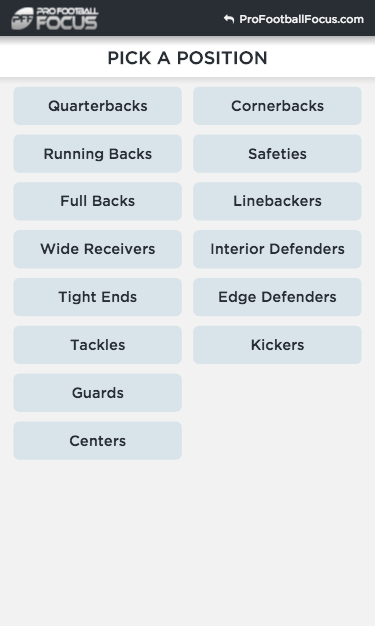 PRO FOOTBALL
FOCUS
ProFootballFocus.com
PICK A POSITION
Quarterbacks
Cornerbacks
Running Backs
Safeties
Full Backs
Linebackers
Wide Receivers
Interior Defenders
Tight Ends
Edge Defenders
Tackles
Kickers
Guards
Centers